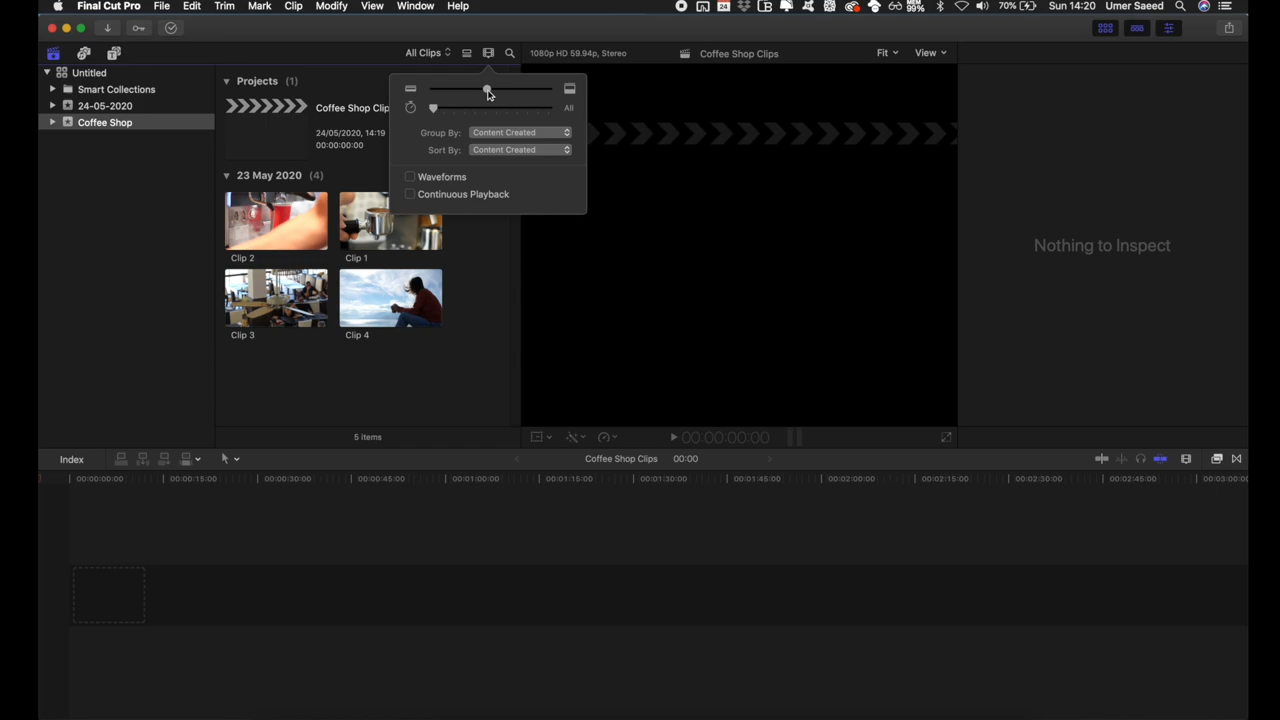 Final Cut Pro File Edit Trim Mark Clip Modify View Window Help 24 MEM 99% 70% Sun 14:20 Umer Saeed
All Clips 1080p HD 59.94p, Stereo Coffee Shop Clips Fit View
Untitled
Smart Collections
24-05-2020
Coffee Shop
Projects (1)
Coffee Shop Clip
24/05/2020, 14:19
00:00:00:00
23 May 2020 (4)
Clip 2 Clip 1
Clip 3 Clip 4
5 items
All
Group By: Content Created
Sort By: Content Created
Waveforms
Continuous Playback
00:00:00:00
Nothing to Inspect
Index Coffee Shop Clips 00:00
00:00:00:00 00:00:15:00 00:00:30:00 00:00:45:00 00:01:00:00 00:01:15:00 00:01:30:00 00:01:45:00 00:02:00:00 00:02:15:00 00:02:30:00 00:02:45:00 00:03:00:00